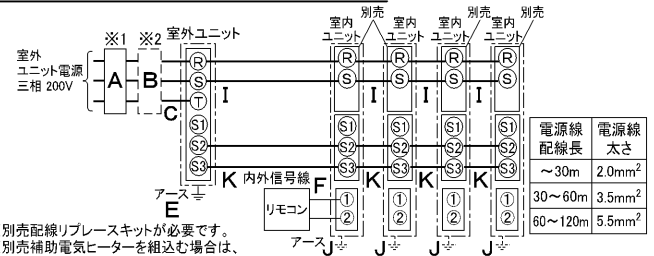 ※1
※2
室外ユニット
室内
ユニット
別売
室内
ユニット
室内
ユニット
別売
室内
ユニット
別売
室外
ユニット電源
三相 200V
A
B
C
R
S
T
S1
S2
S3
I
R
S
S1
S2
S3
I
R
S
S1
S2
S3
I
R
S
S1
S2
S3
I
R
S
S1
S2
S3
K
内外信号線
F
K
K
K
アース
E
リモコン
①
②
①
②
①
②
①
②
アース
J
J
J
J
別売配線リプレースキットが必要です。
別売補助電気ヒーターを組込む場合は、
電源線
配線長
電源線
太さ
～30m
2.0mm²
30～60m
3.5mm²
60～120m
5.5mm²